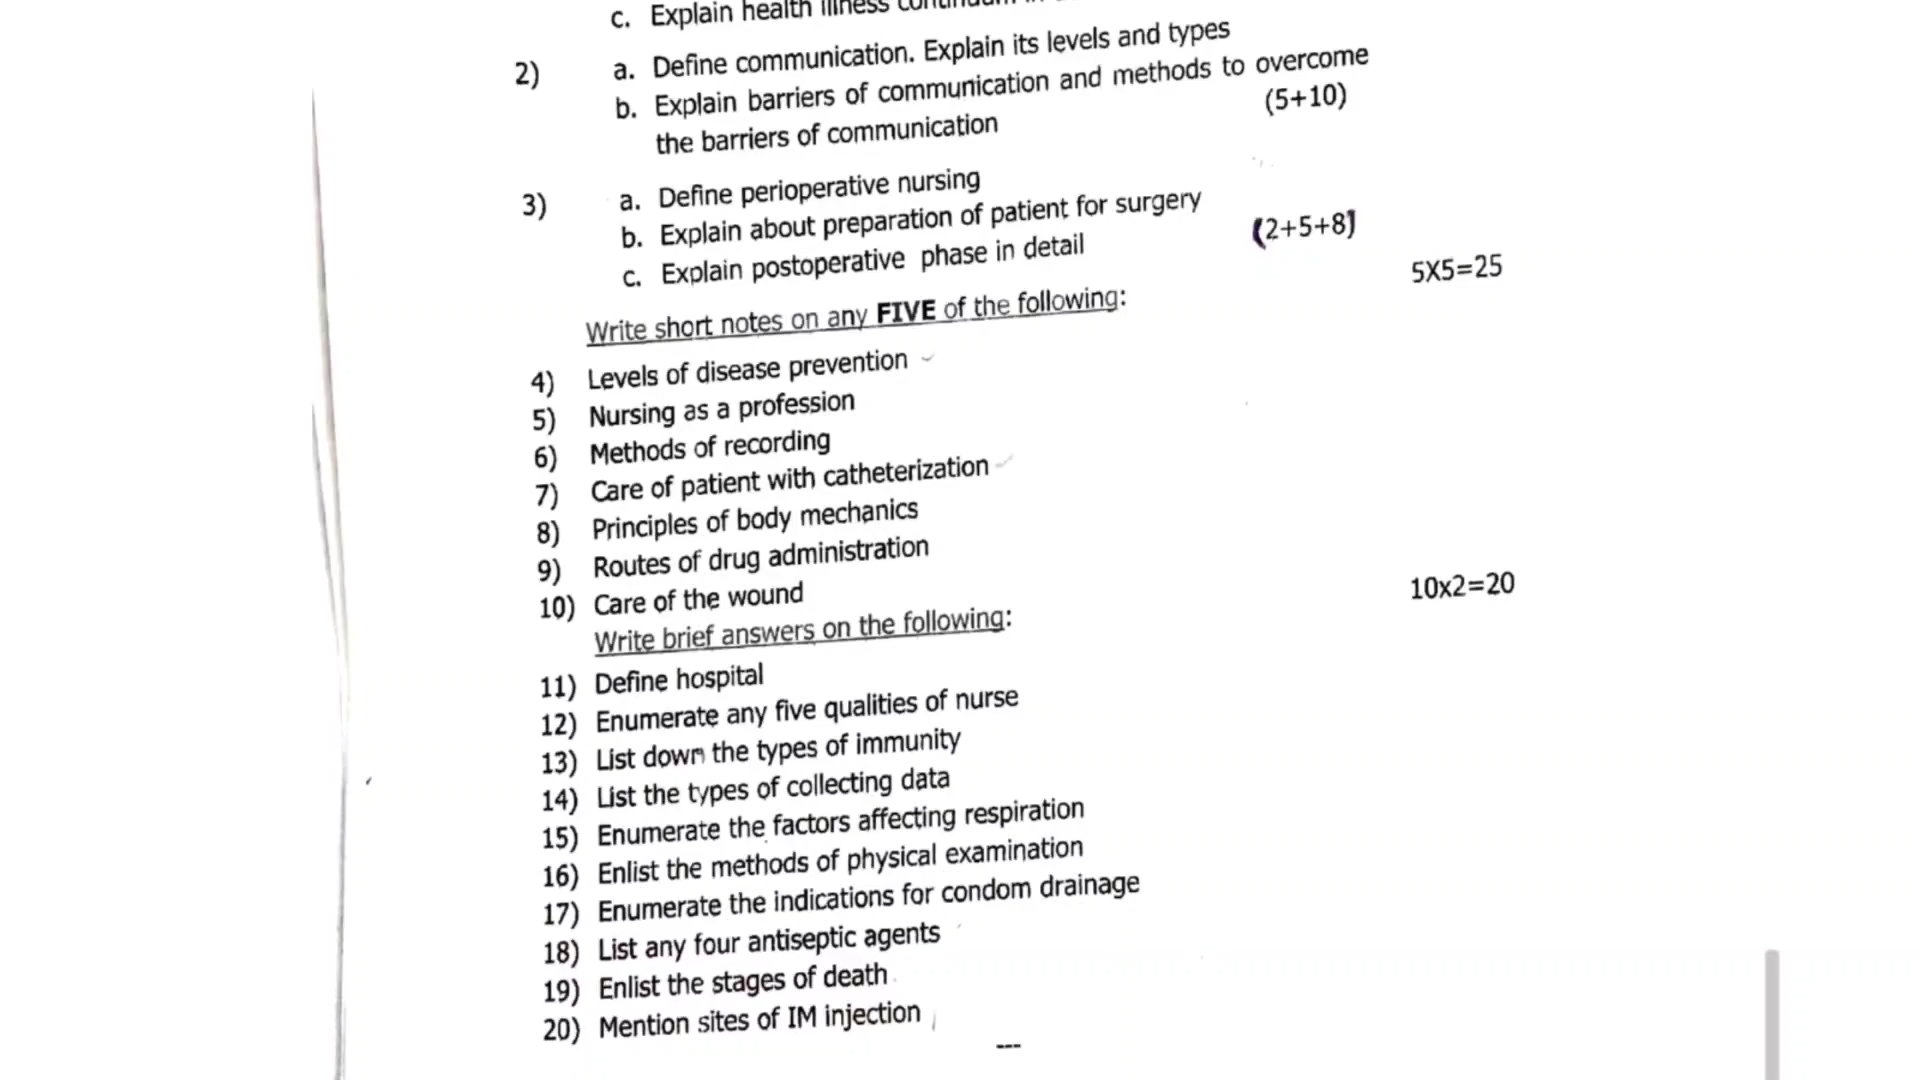 c. Explain health illness continuum in
2) a. Define communication. Explain its levels and types
b. Explain barriers of communication and methods to overcome
the barriers of communication (5+10)
3) a. Define perioperative nursing
b. Explain about preparation of patient for surgery
c. Explain postoperative phase in detail (2+5+8)
Write short notes on any FIVE of the following: 5X5=25
4) Levels of disease prevention
5) Nursing as a profession
6) Methods of recording
7) Care of patient with catheterization
8) Principles of body mechanics
9) Routes of drug administration
10) Care of the wound
Write brief answers on the following: 10x2=20
11) Define hospital
12) Enumerate any five qualities of nurse
13) List down the types of immunity
14) List the types of collecting data
15) Enumerate the factors affecting respiration
16) Enlist the methods of physical examination
17) Enumerate the indications for condom drainage
18) List any four antiseptic agents
19) Enlist the stages of death
20) Mention sites of IM injection
---